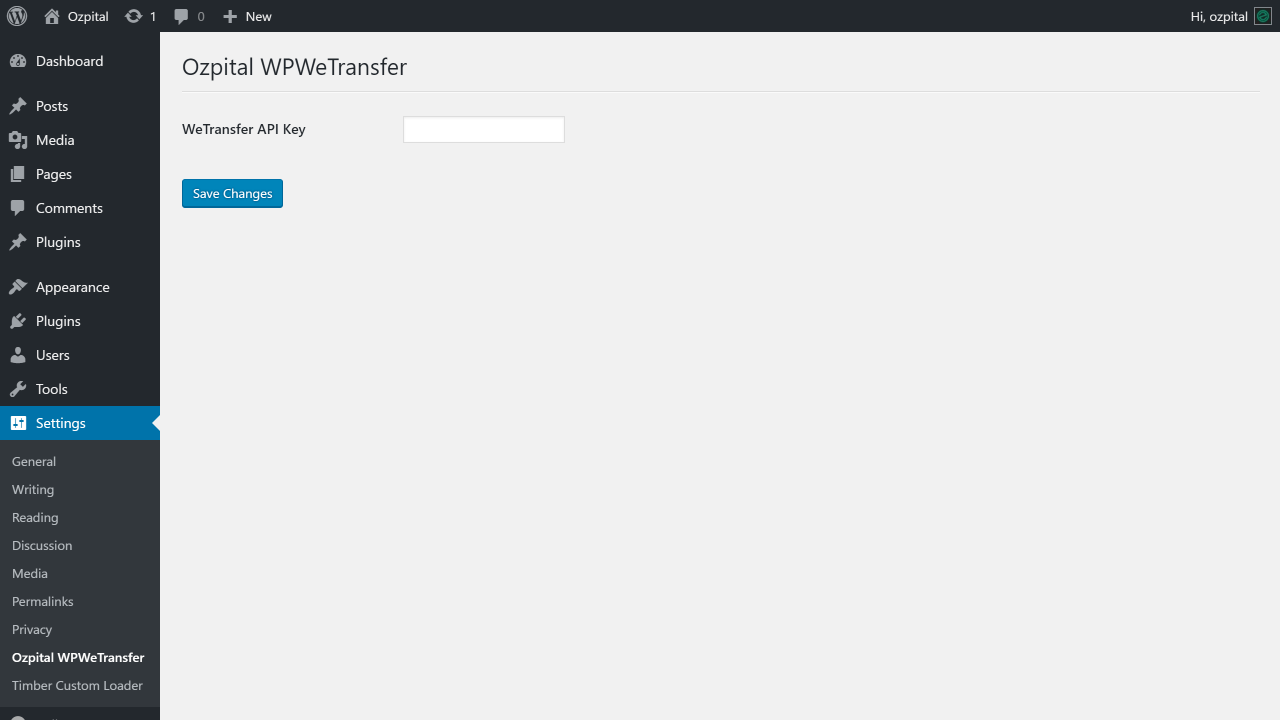 Ozpital
1
0
New
Hi, ozpital
Dashboard
Posts
Media
Pages
Comments
Plugins
Appearance
Plugins
Users
Tools
Settings
General
Writing
Reading
Discussion
Media
Permalinks
Privacy
Ozpital WPWeTransfer
Timber Custom Loader
Ozpital WPWeTransfer
WeTransfer API Key
Save Changes